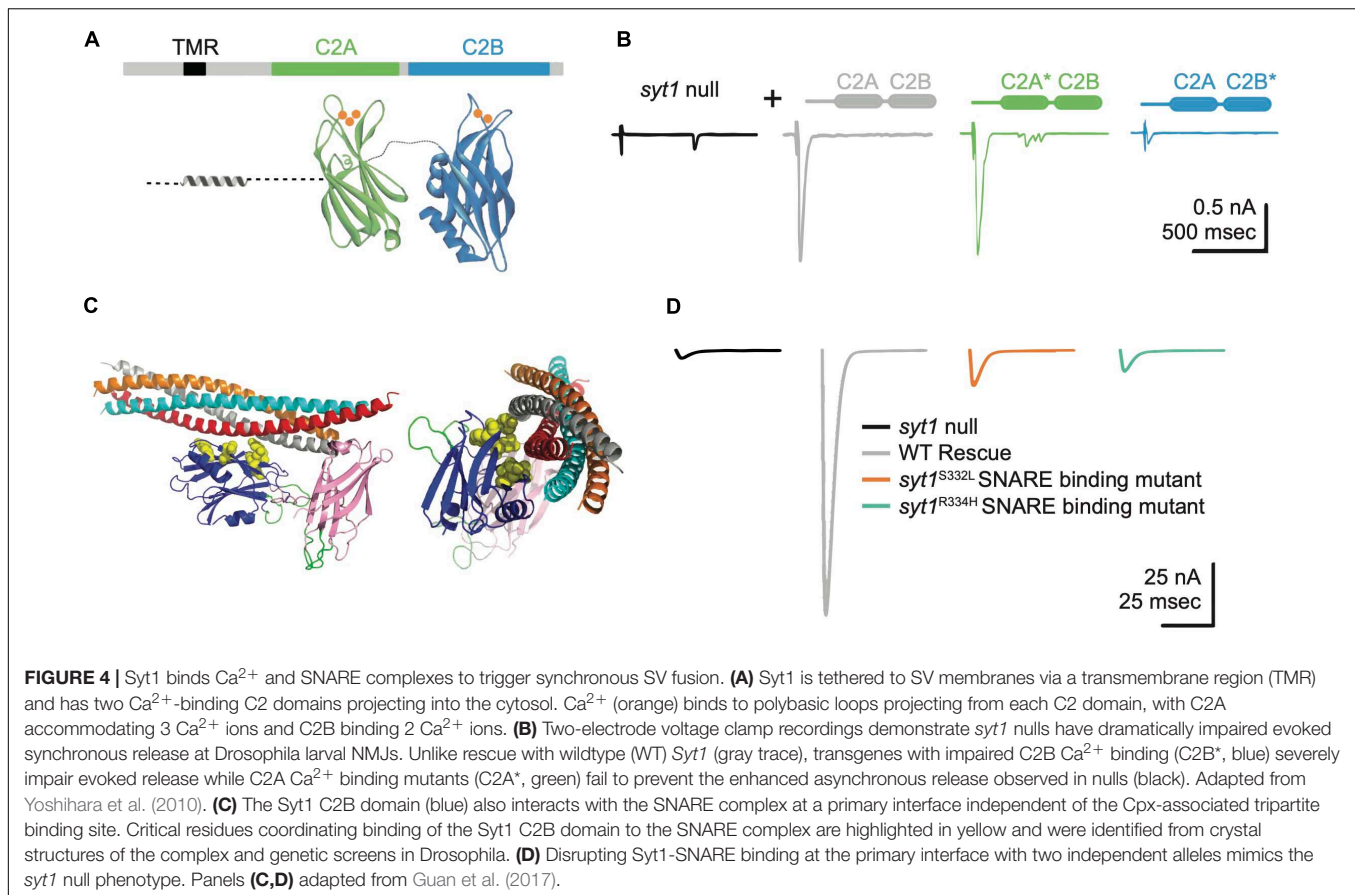 A
TMR C2A C2B
B
syt1 null + C2A C2B C2A* C2B C2A C2B*
0.5 nA
500 msec
C
D
syt1 null
WT Rescue
syt1S332L SNARE binding mutant
syt1R334H SNARE binding mutant
25 nA
25 msec
FIGURE 4 | Syt1 binds Ca2+ and SNARE complexes to trigger synchronous SV fusion. (A) Syt1 is tethered to SV membranes via a transmembrane region (TMR)
and has two Ca2+-binding C2 domains projecting into the cytosol. Ca2+ (orange) binds to polybasic loops projecting from each C2 domain, with C2A
accommodating 3 Ca2+ ions and C2B binding 2 Ca2+ ions. (B) Two-electrode voltage clamp recordings demonstrate syt1 nulls have dramatically impaired evoked
synchronous release at Drosophila larval NMJs. Unlike rescue with wildtype (WT) Syt1 (gray trace), transgenes with impaired C2B Ca2+ binding (C2B*, blue) severely
impair evoked release while C2A Ca2+ binding mutants (C2A*, green) fail to prevent the enhanced asynchronous release observed in nulls (black). Adapted from
Yoshihara et al. (2010). (C) The Syt1 C2B domain (blue) also interacts with the SNARE complex at a primary interface independent of the Cpx-associated tripartite
binding site. Critical residues coordinating binding of the Syt1 C2B domain to the SNARE complex are highlighted in yellow and were identified from crystal
structures of the complex and genetic screens in Drosophila. (D) Disrupting Syt1-SNARE binding at the primary interface with two independent alleles mimics the
syt1 null phenotype. Panels (C,D) adapted from Guan et al. (2017).